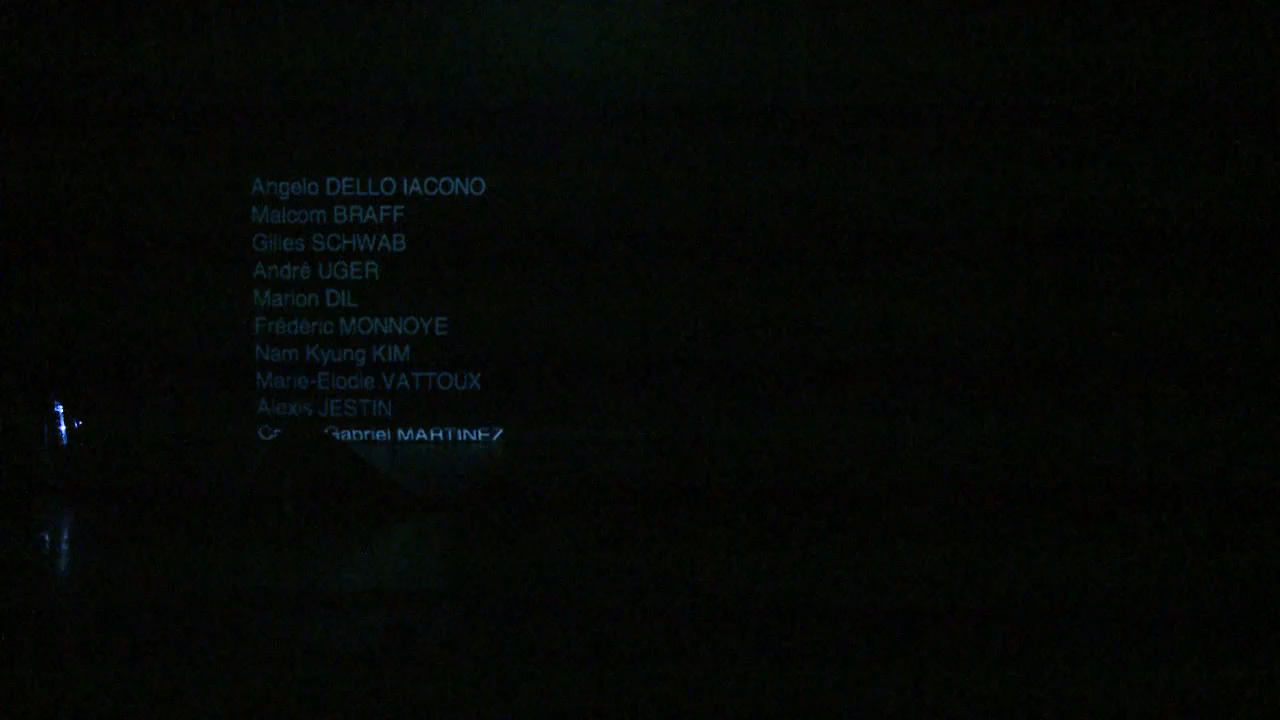 Angelo DELLO IACONO
Malcom BRAFF
Gilles SCHWAB
André UGER
Marion DIL
Frédéric MONNOYE
Nam Kyung KIM
Marie-Elodie VATTOUX
Alexis JESTIN
Gabriel MARTINEZ